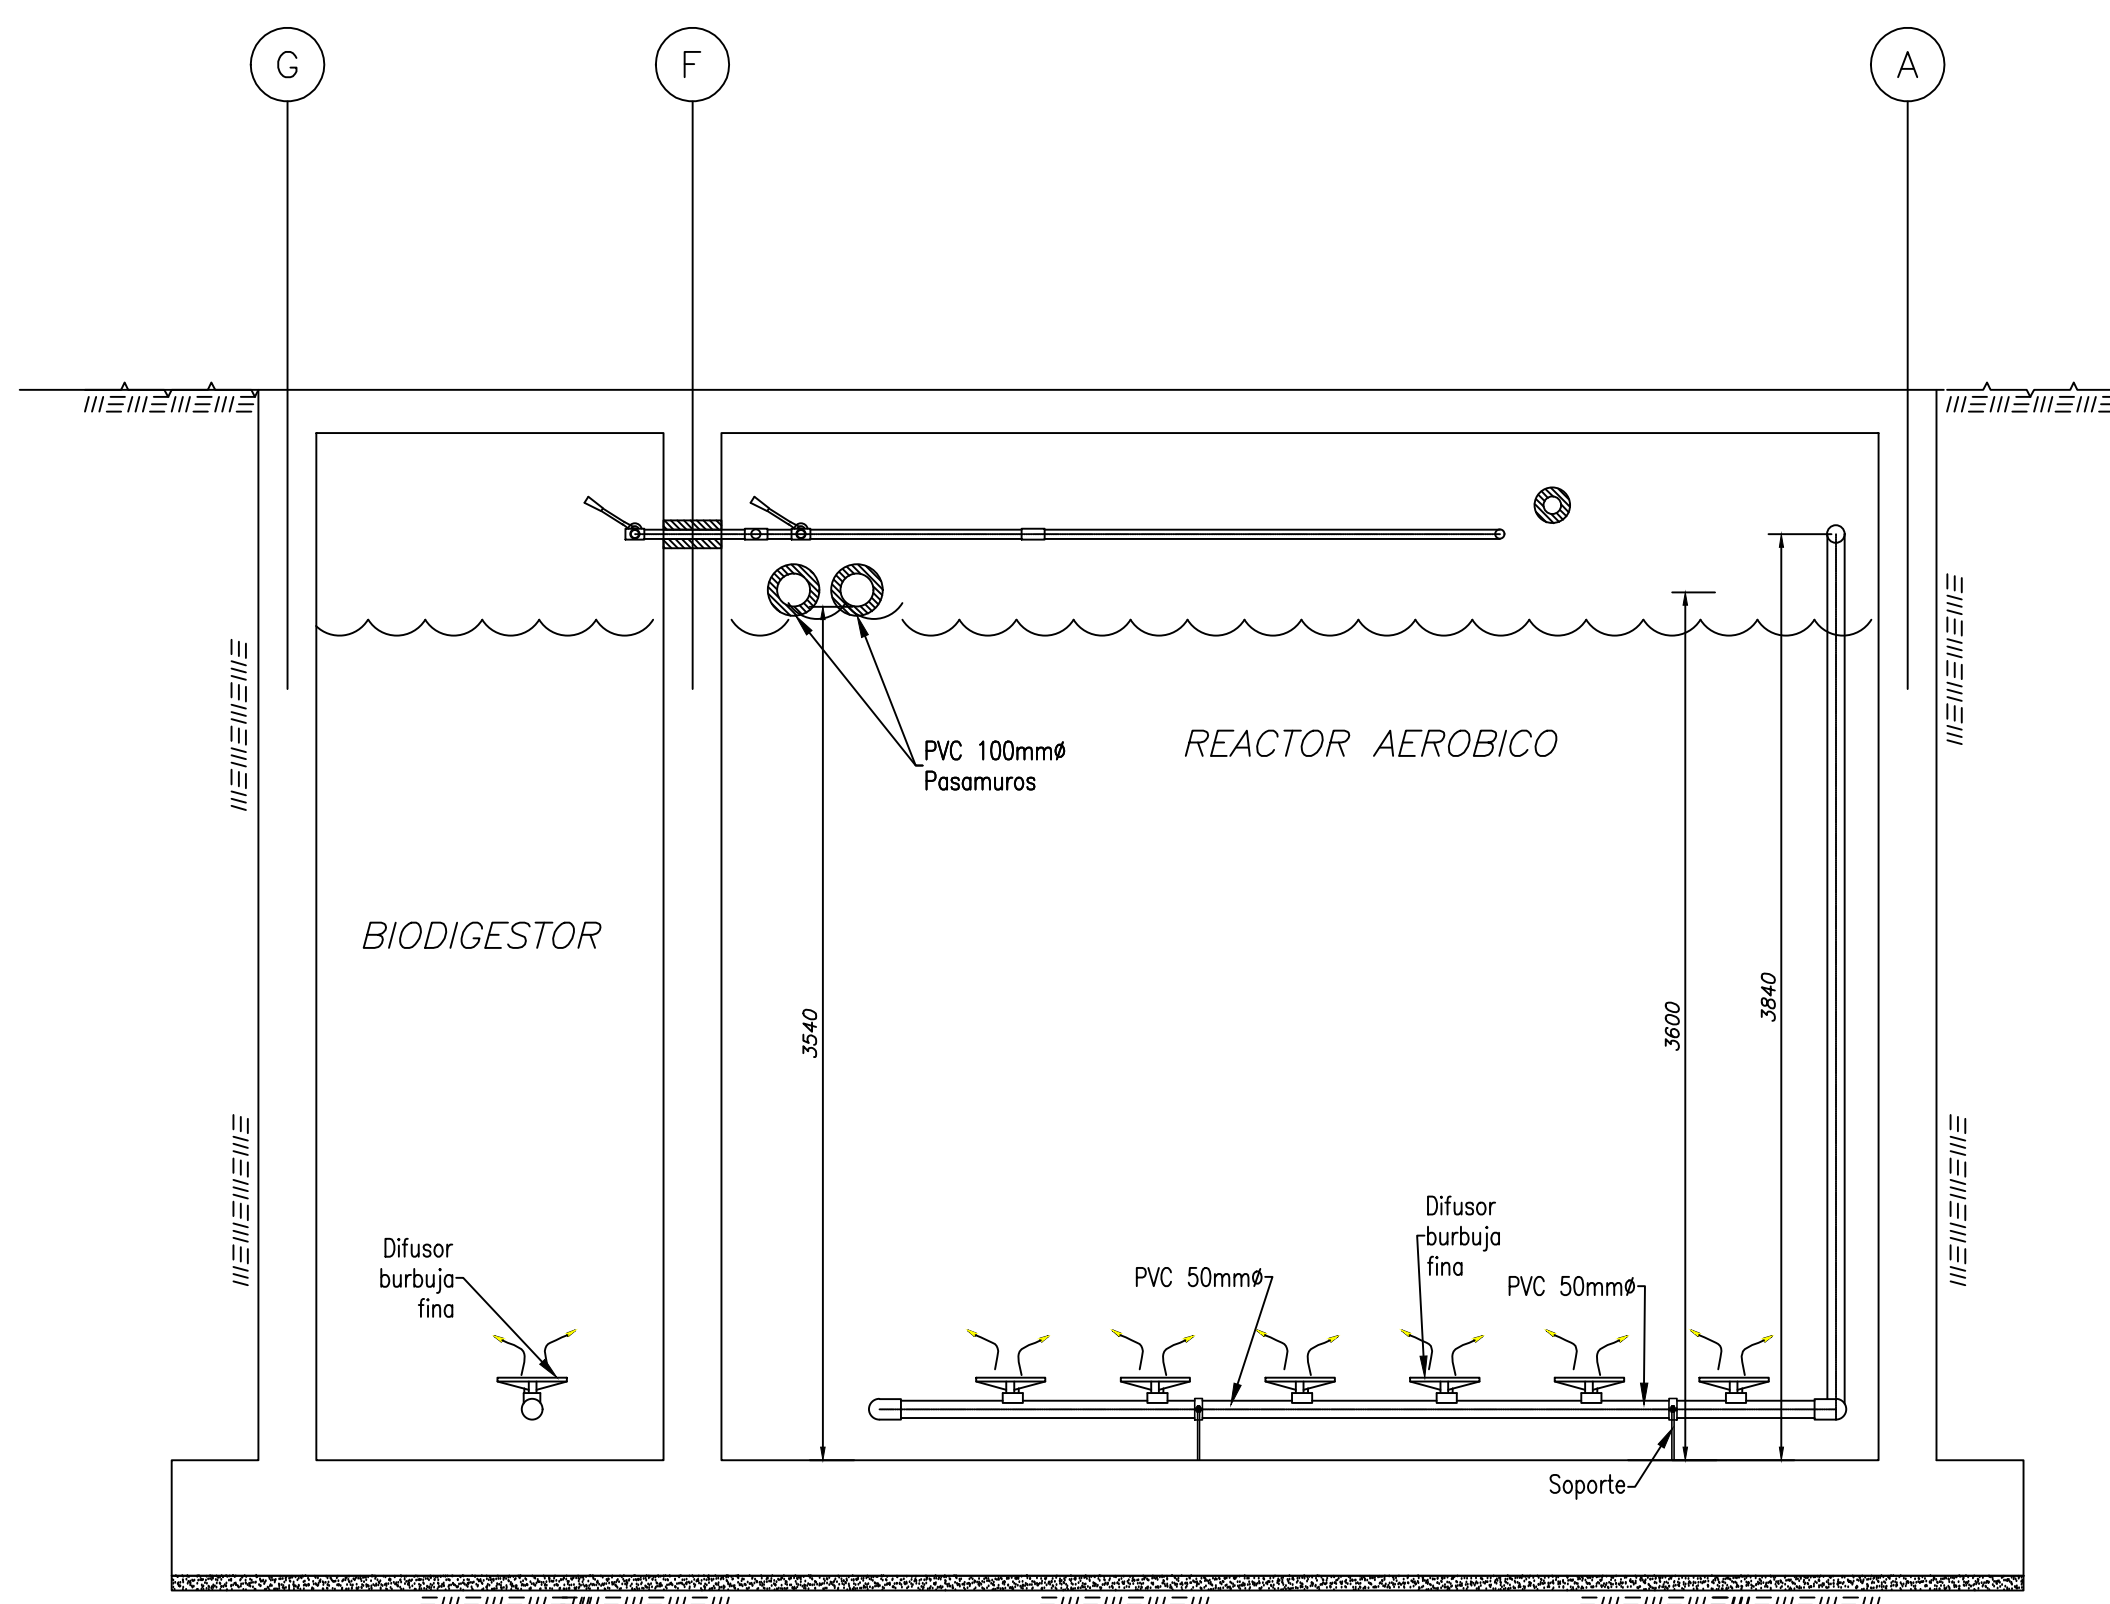 G
F
A
PVC 100mmø
Pasamuros
REACTOR AEROBICO
BIODIGESTOR
3540
3600
3840
Difusor
burbuja
fina
Difusor
burbuja
fina
PVC 50mmø
PVC 50mmø
Soporte